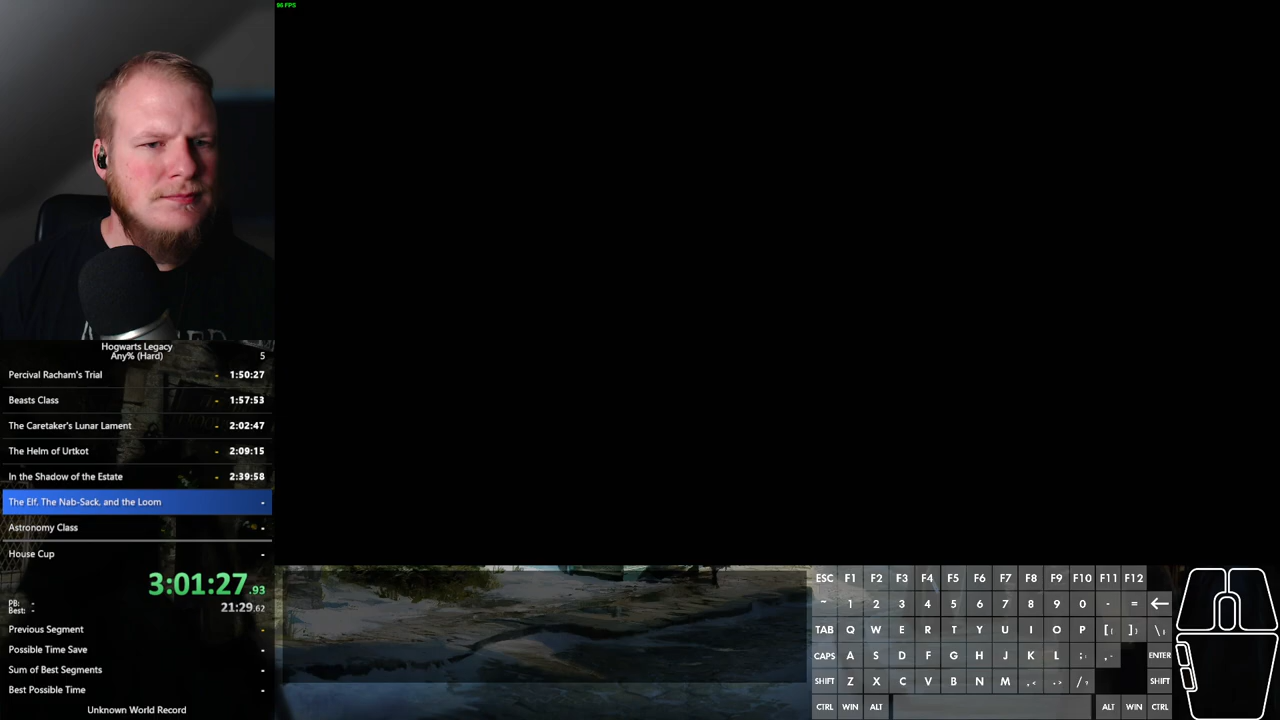 96 FPS
Hogwarts Legacy
Any% (Hard) 5
Percival Racham's Trial - 1:50:27
Beasts Class - 1:57:53
The Caretaker's Lunar Lament - 2:02:47
The Helm of Urtkot - 2:09:15
In the Shadow of the Estate - 2:39:58
The Elf, The Nab-Sack, and the Loom -
Astronomy Class -
House Cup -
3:01:27.93
PB: -
Best: -
21:29.62
Previous Segment -
Possible Time Save -
Sum of Best Segments -
Best Possible Time -
Unknown World Record
ESC F1 F2 F3 F4 F5 F6 F7 F8 F9 F10 F11 F12
~ 1 2 3 4 5 6 7 8 9 0 - = ←
TAB Q W E R T Y U I O P [{ ]} \|
CAPS A S D F G H J K L ;: ,. ENTER
SHIFT Z X C V B N M ,< .> /? SHIFT
CTRL WIN ALT ALT WIN CTRL